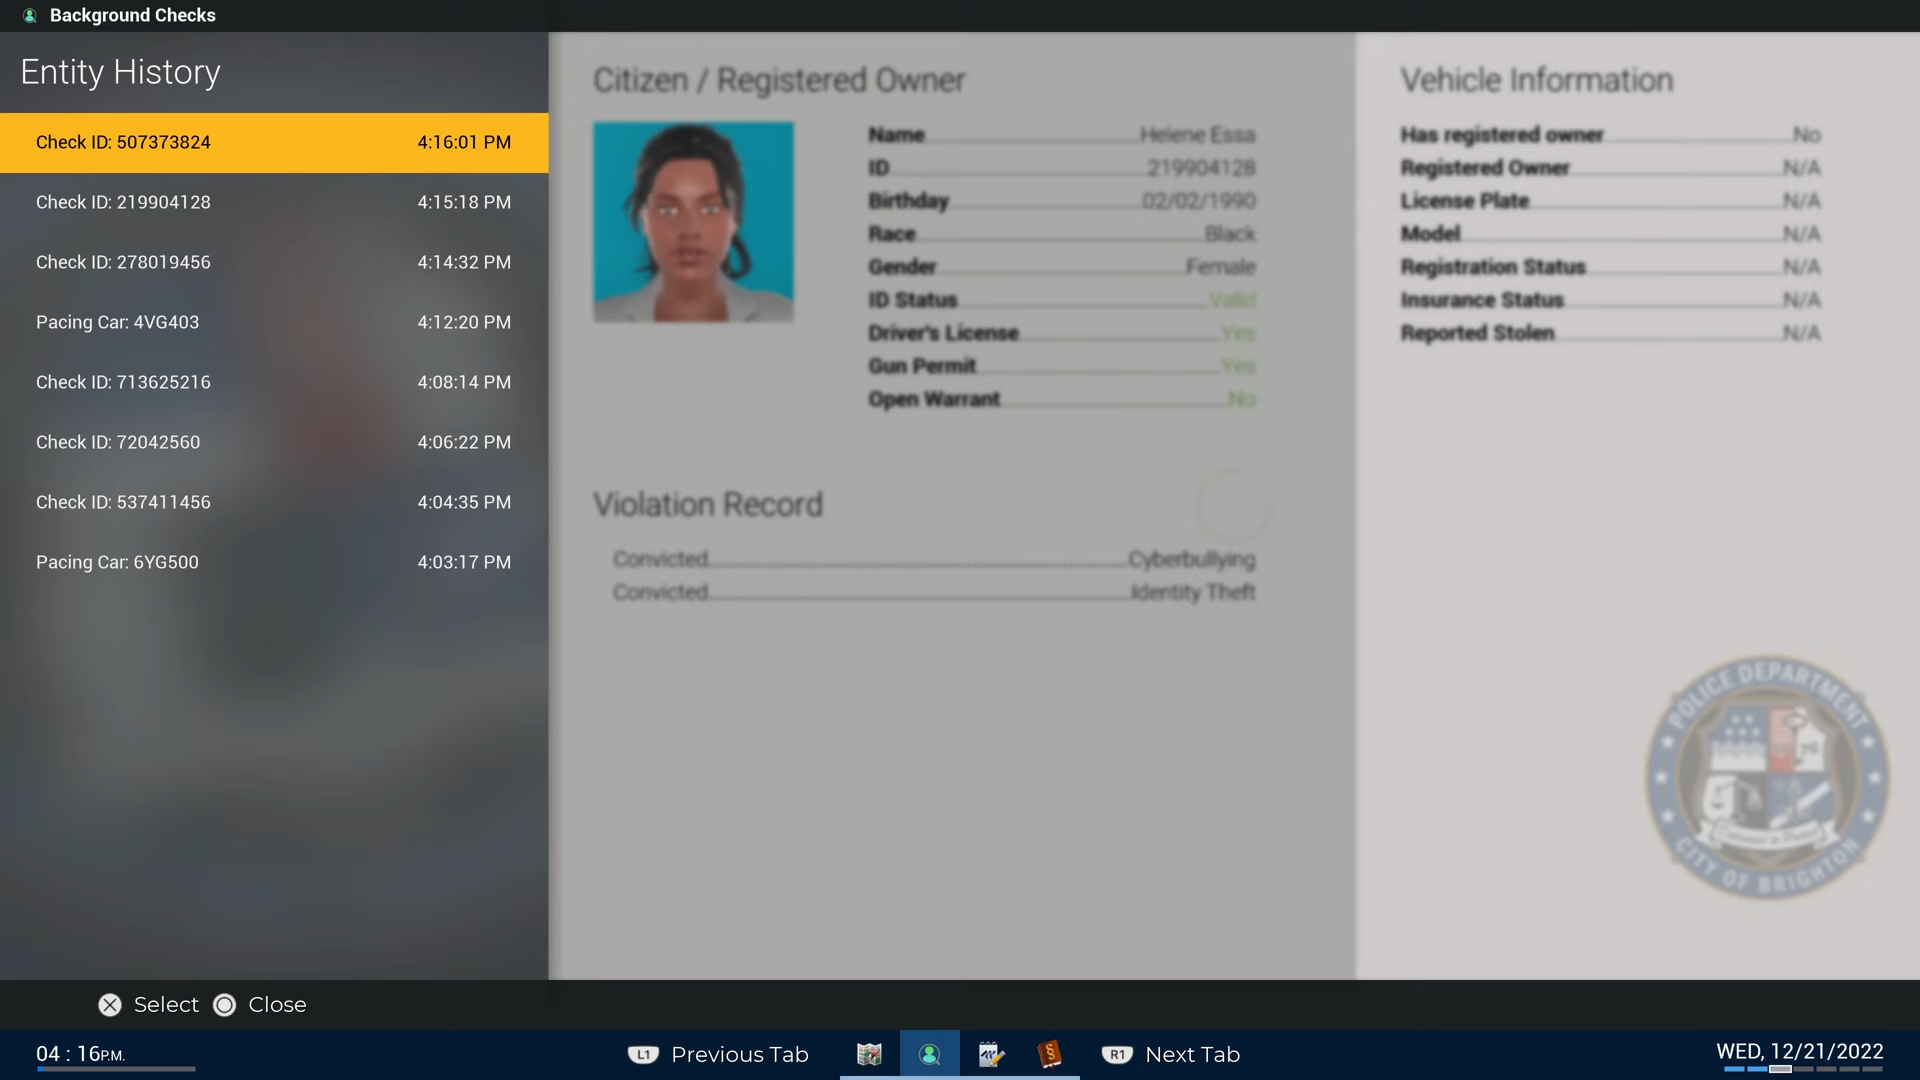 Background Checks
Entity History
Check ID: 507373824 4:16:01 PM
Check ID: 219904128 4:15:18 PM
Check ID: 278019456 4:14:32 PM
Pacing Car: 4VG403 4:12:20 PM
Check ID: 713625216 4:08:14 PM
Check ID: 72042560 4:06:22 PM
Check ID: 537411456 4:04:35 PM
Pacing Car: 6YG500 4:03:17 PM
Citizen / Registered Owner
Name Helene Essa
ID 219904128
Birthday 02/02/1990
Race Black
Gender Female
ID Status Valid
Driver's License Yes
Gun Permit Yes
Open Warrant No
Violation Record
Convicted Cyberbullying
Convicted Identity Theft
Vehicle Information
Has registered owner No
Registered Owner N/A
License Plate N/A
Model N/A
Registration Status N/A
Insurance Status N/A
Reported Stolen N/A
POLICE DEPARTMENT
CITY OF BRIGHTON
Select Close
04 : 16 P.M.
L1 Previous Tab
R1 Next Tab
WED, 12/21/2022